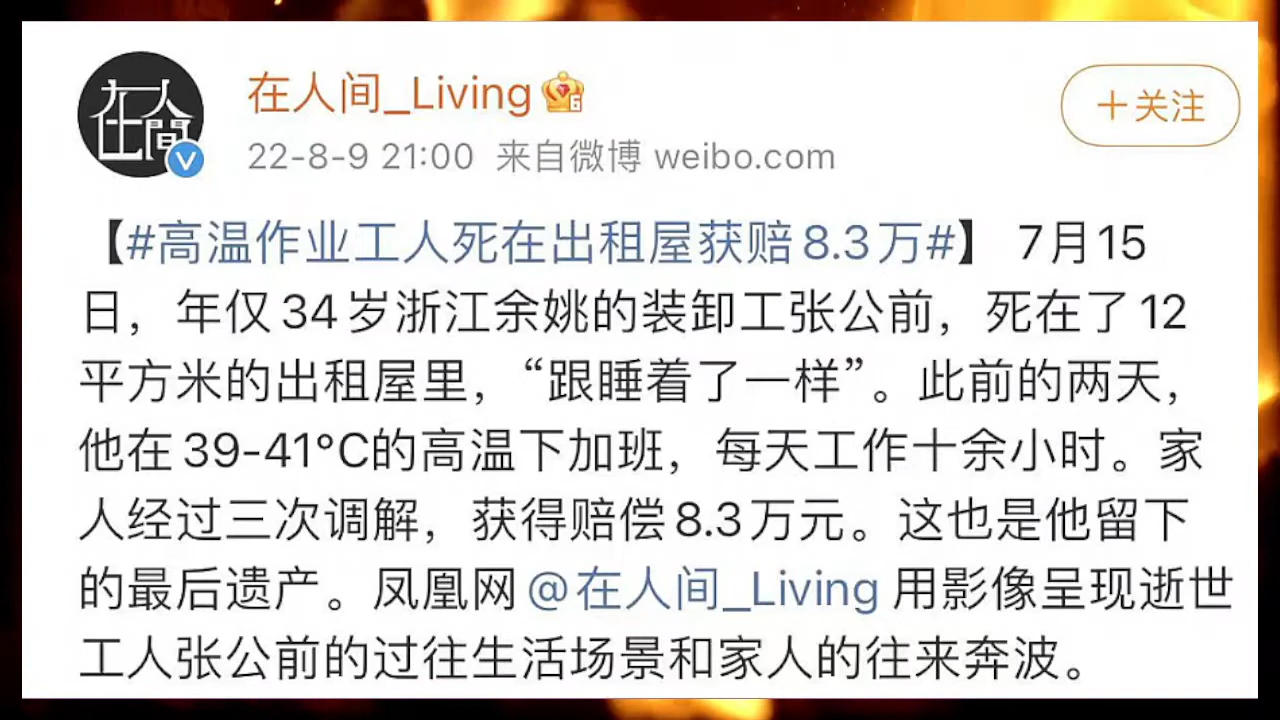 在人間
在人间_Living
6
V
22-8-9 21:00 来自微博 weibo.com
+关注
【#高温作业工人死在出租屋获赔8.3万#】 7月15
日，年仅34岁浙江余姚的装卸工张公前，死在了12
平方米的出租屋里，“跟睡着了一样”。此前的两天，
他在39-41°C的高温下加班，每天工作十余小时。家
人经过三次调解，获得赔偿8.3万元。这也是他留下
的最后遗产。凤凰网@在人间_Living 用影像呈现逝世
工人张公前的过往生活场景和家人的往来奔波。